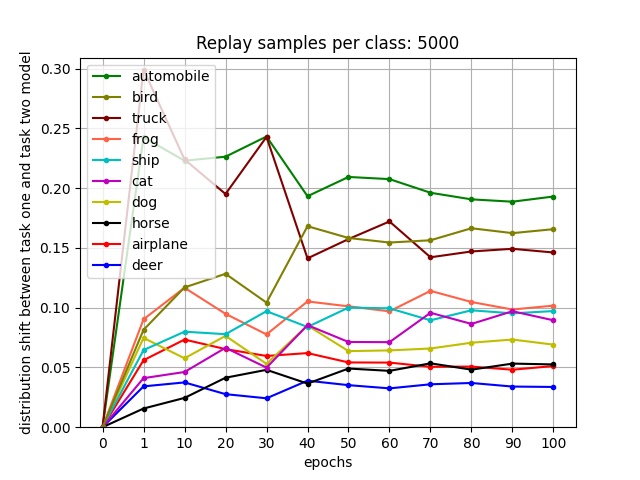 Replay samples per class: 5000
distribution shift between task one and task two model
0.30
0.25
0.20
0.15
0.10
0.05
0.00
automobile
bird
truck
frog
ship
cat
dog
horse
airplane
deer
0 1 10 20 30 40 50 60 70 80 90 100
epochs